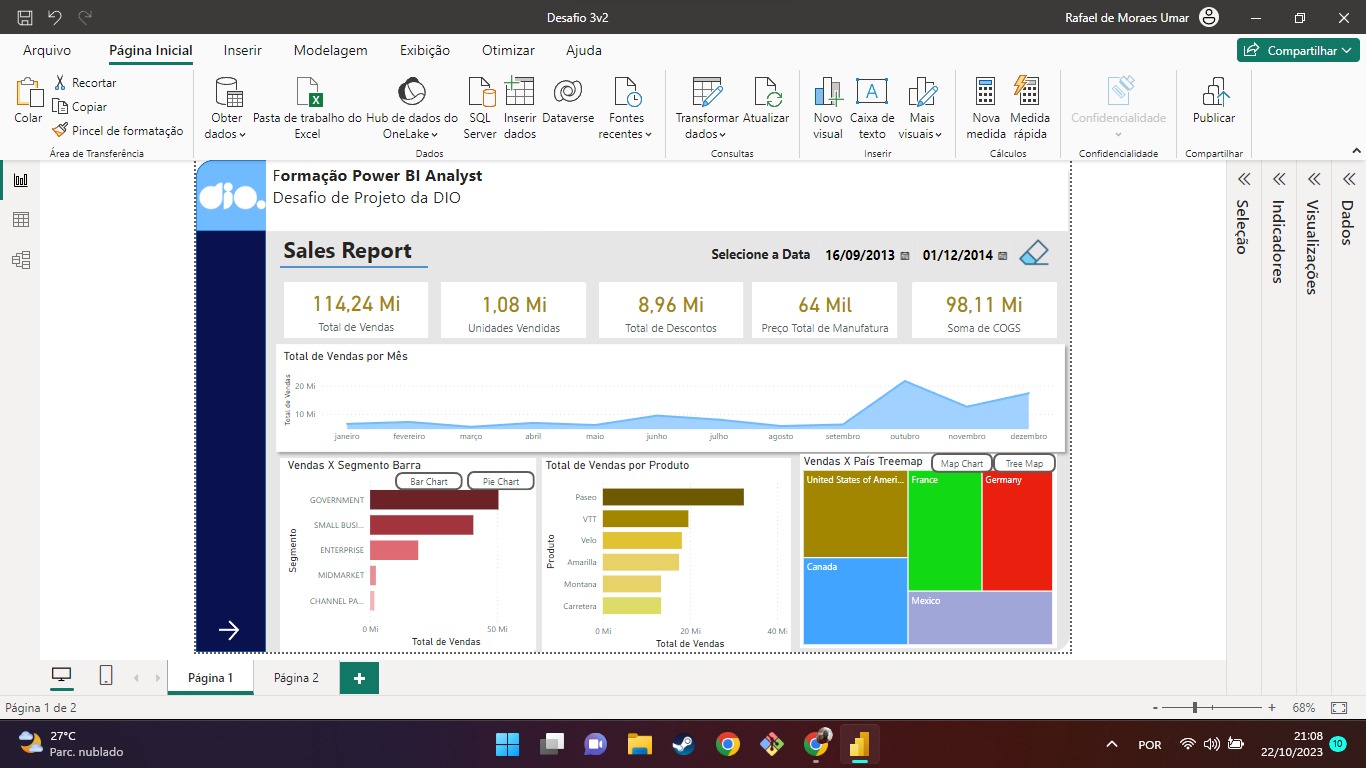 Desafio 3v2
Rafael de Moraes Umar
Arquivo
Página Inicial
Inserir
Modelagem
Exibição
Otimizar
Ajuda
Compartilhar
Colar
Recortar
Copiar
Pincel de formatação
Área de Transferência
Obter dados
Pasta de trabalho do Excel
Hub de dados do OneLake
SQL Server
Inserir dados
Dataverse
Fontes recentes
Dados
Transformar dados
Atualizar
Consultas
Novo visual
Caixa de texto
Mais visuais
Inserir
Nova medida
Medida rápida
Cálculos
Confidencialidade
Confidencialidade
Publicar
Compartilhar
dio.
Formação Power BI Analyst
Desafio de Projeto da DIO
Sales Report
Selecione a Data
16/09/2013
01/12/2014
114,24 Mi
Total de Vendas
1,08 Mi
Unidades Vendidas
8,96 Mi
Total de Descontos
64 Mil
Preço Total de Manufatura
98,11 Mi
Soma de COGS
Total de Vendas por Mês
Total de Vendas
20 Mi
10 Mi
janeiro fevereiro março abril maio junho julho agosto setembro outubro novembro dezembro
Vendas X Segmento Barra
Bar Chart
Pie Chart
Segmento
GOVERNMENT
SMALL BUSI...
ENTERPRISE
MIDMARKET
CHANNEL PA...
0 Mi
50 Mi
Total de Vendas
Total de Vendas por Produto
Produto
Paseo
VTT
Velo
Amarilla
Montana
Carretera
0 Mi
20 Mi
40 Mi
Total de Vendas
Vendas X País Treemap
Map Chart
Tree Map
United States of Ameri...
France
Germany
Canada
Mexico
Seleção
Indicadores
Visualizações
Dados
Página 1
Página 2
Página 1 de 2
68%
27°C
Parc. nublado
POR
21:08
22/10/2023
10